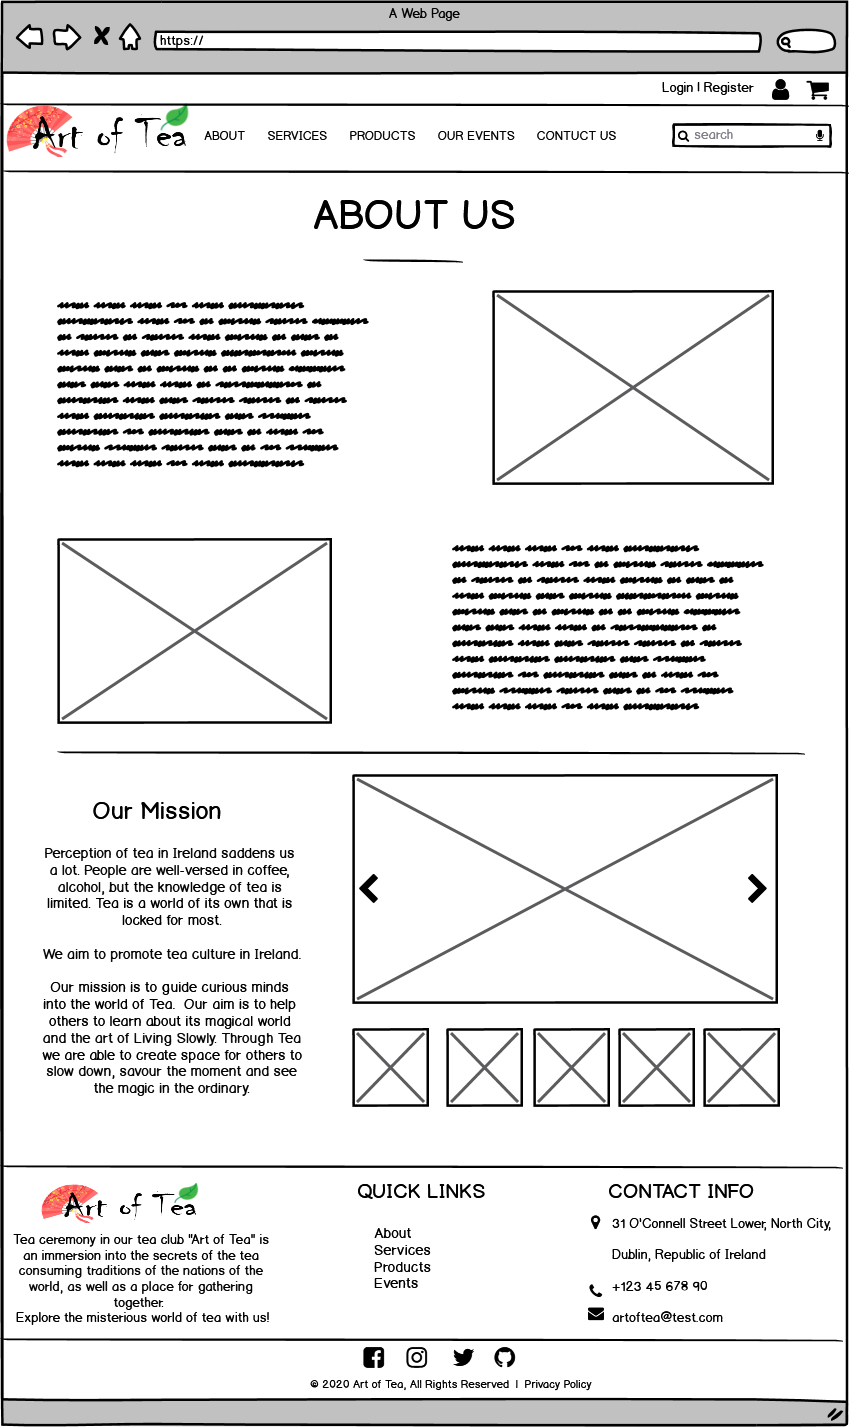 A Web Page
https://
Login | Register
Art of Tea
ABOUT SERVICES PRODUCTS OUR EVENTS CONTUCT US
search
ABOUT US
Our Mission
Perception of tea in Ireland saddens us
a lot. People are well-versed in coffee,
alcohol, but the knowledge of tea is
limited. Tea is a world of its own that is
locked for most.
We aim to promote tea culture in Ireland.
Our mission is to guide curious minds
into the world of Tea. Our aim is to help
others to learn about its magical world
and the art of Living Slowly. Through Tea
we are able to create space for others to
slow down, savour the moment and see
the magic in the ordinary.
Art of Tea
Tea ceremony in our tea club "Art of Tea" is
an immersion into the secrets of the tea
consuming traditions of the nations of the
world, as well as a place for gathering
together.
Explore the misterious world of tea with us!
QUICK LINKS
About
Services
Products
Events
CONTACT INFO
31 O'Connell Street Lower, North City,
Dublin, Republic of Ireland
+123 45 678 90
artoftea@test.com
© 2020 Art of Tea, All Rights Reserved | Privacy Policy